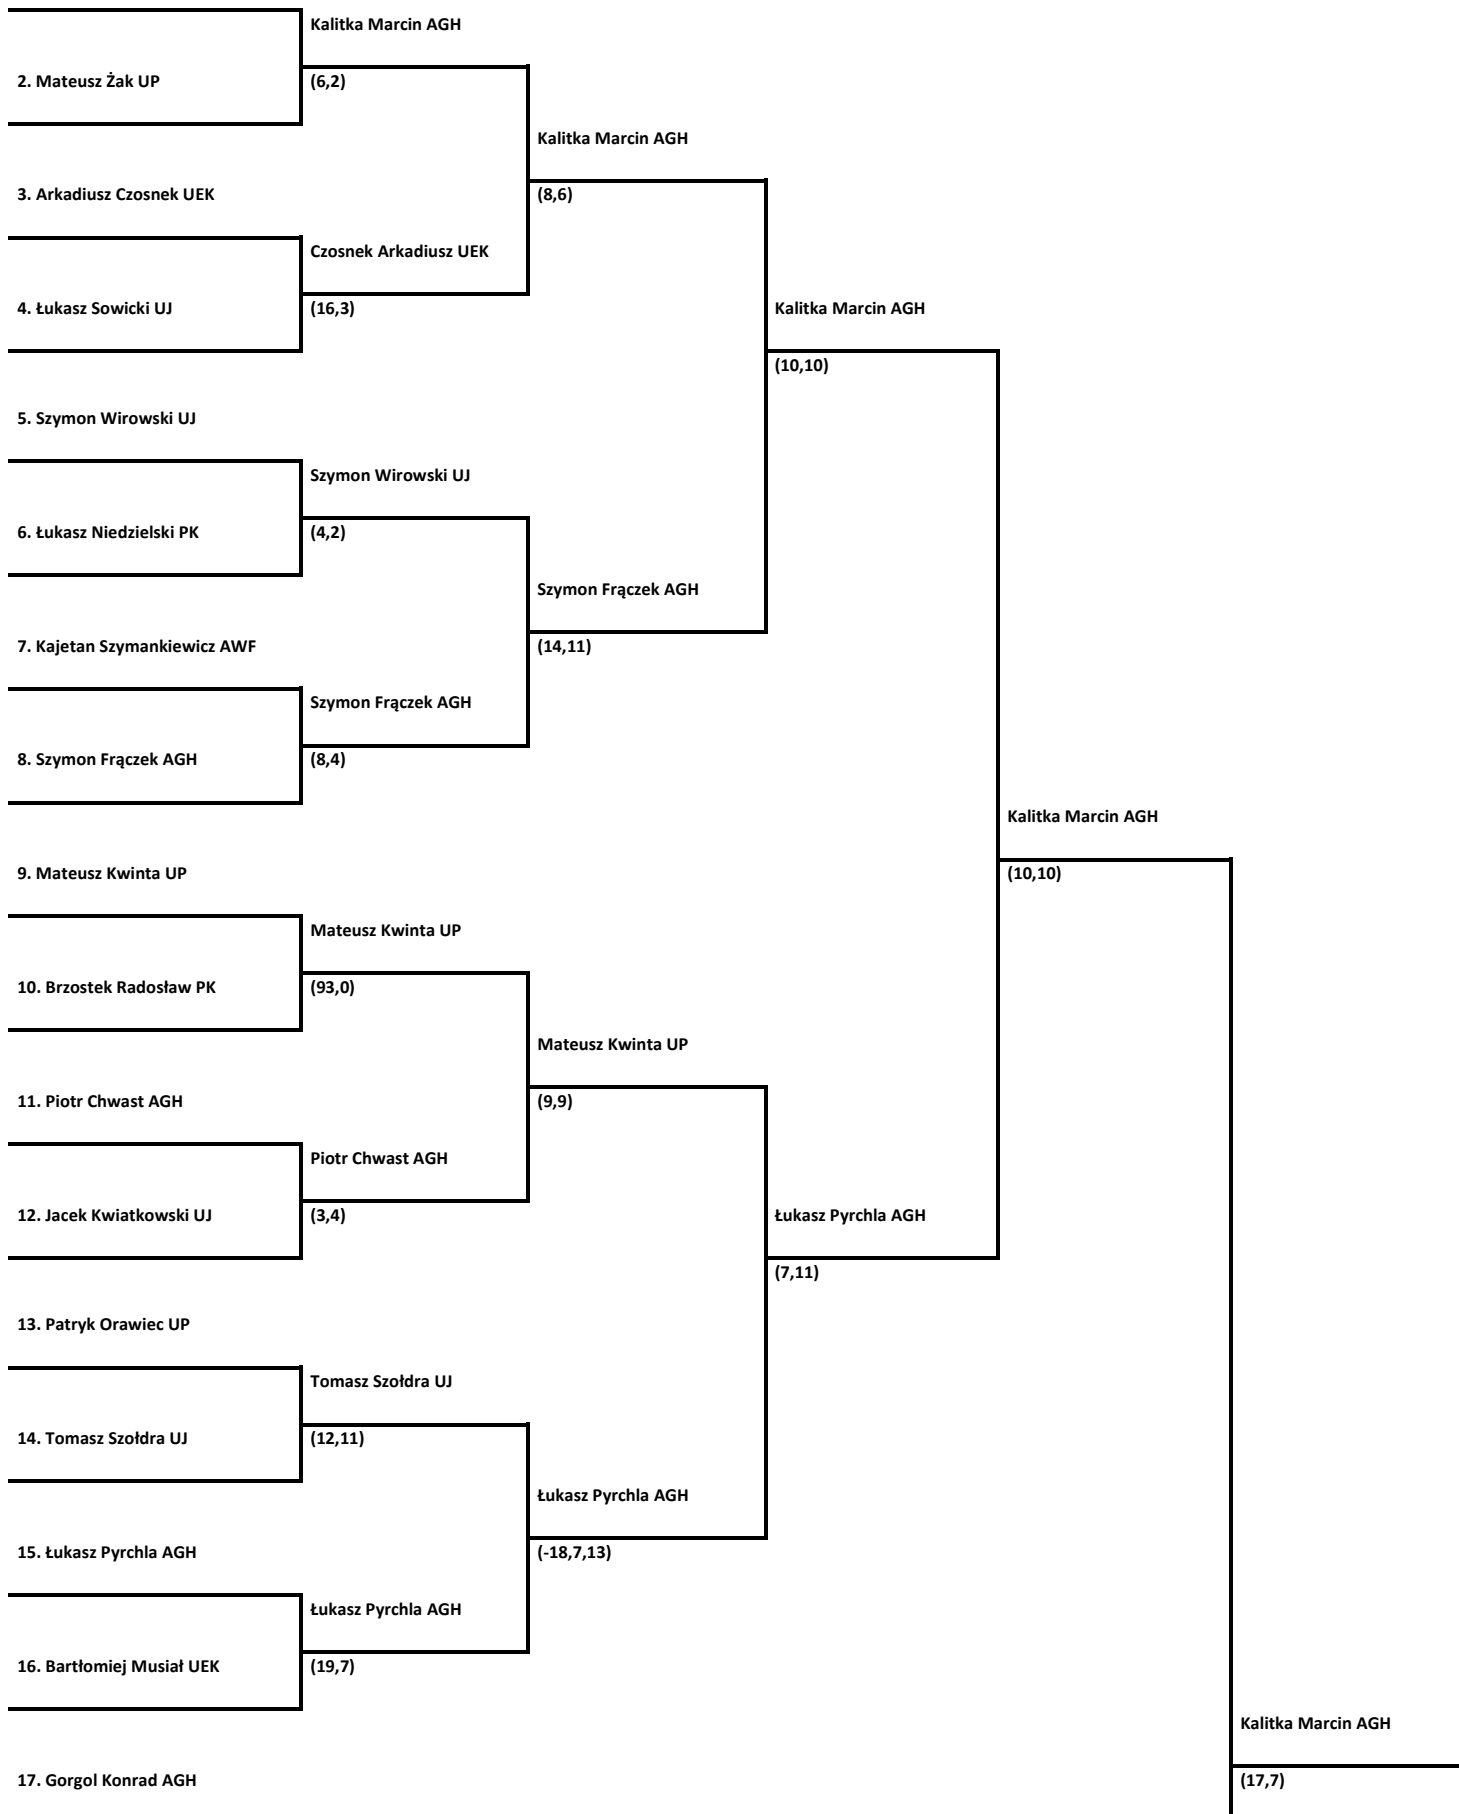 Kalitka Marcin AGH
2. Mateusz Żak UP
(6,2)
Kalitka Marcin AGH
3. Arkadiusz Czosnek UEK
(8,6)
Czosnek Arkadiusz UEK
4. Łukasz Sowicki UJ
(16,3)
Kalitka Marcin AGH
(10,10)
5. Szymon Wirowski UJ
Szymon Wirowski UJ
6. Łukasz Niedzielski PK
(4,2)
Szymon Frączek AGH
7. Kajetan Szymankiewicz AWF
(14,11)
Szymon Frączek AGH
8. Szymon Frączek AGH
(8,4)
Kalitka Marcin AGH
9. Mateusz Kwinta UP
(10,10)
Mateusz Kwinta UP
10. Brzostek Radosław PK
(93,0)
Mateusz Kwinta UP
11. Piotr Chwast AGH
(9,9)
Piotr Chwast AGH
12. Jacek Kwiatkowski UJ
(3,4)
Łukasz Pyrchla AGH
(7,11)
13. Patryk Orawiec UP
Tomasz Szołdra UJ
14. Tomasz Szołdra UJ
(12,11)
Łukasz Pyrchla AGH
15. Łukasz Pyrchla AGH
(-18,7,13)
Łukasz Pyrchla AGH
16. Bartłomiej Musiał UEK
(19,7)
Kalitka Marcin AGH
17. Gorgol Konrad AGH
(17,7)